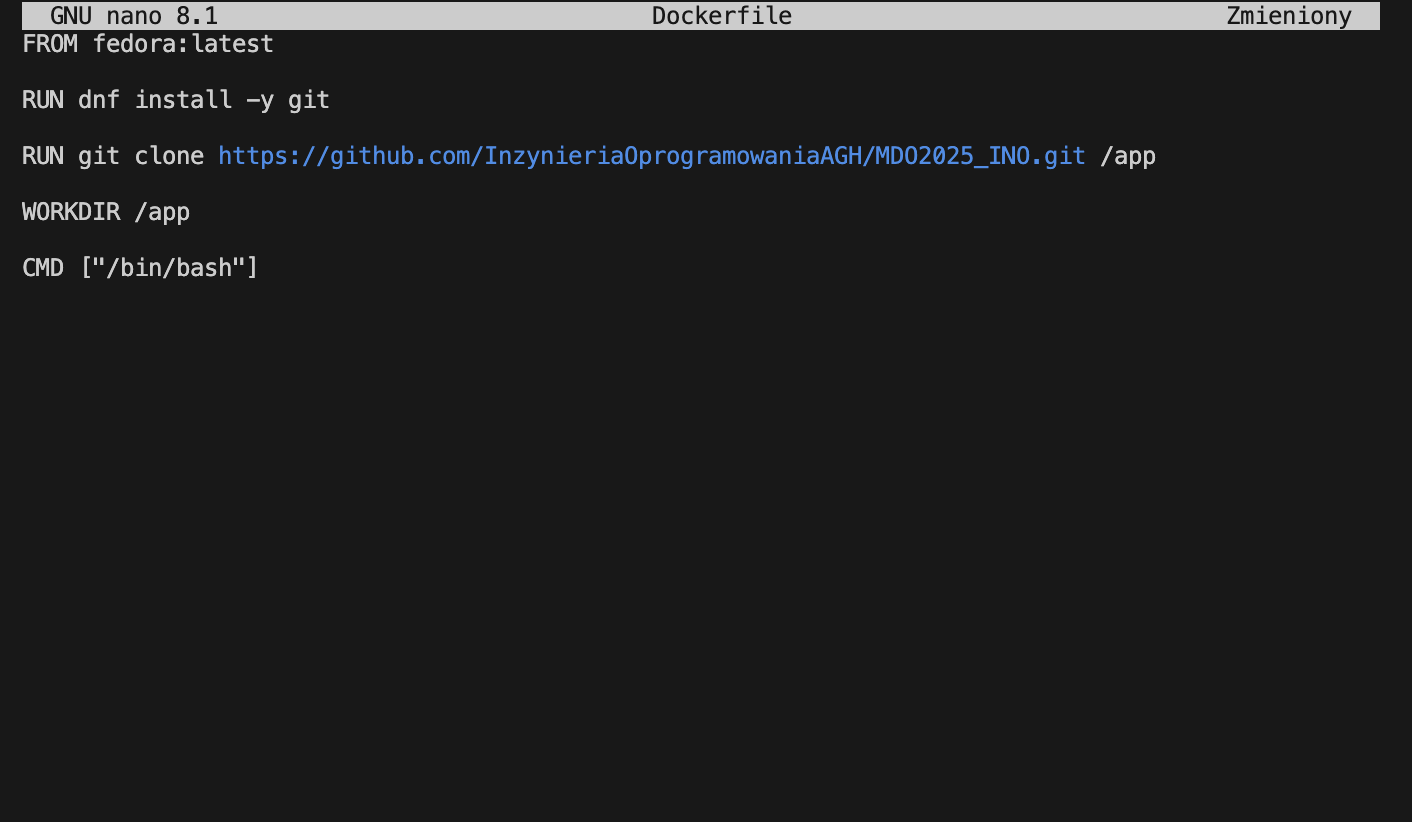 GNU nano 8.1 Dockerfile Zmieniony
FROM fedora:latest
RUN dnf install -y git
RUN git clone https://github.com/InzynieriaOprogramowaniaAGH/MDO2025_INO.git /app
WORKDIR /app
CMD ["/bin/bash"]